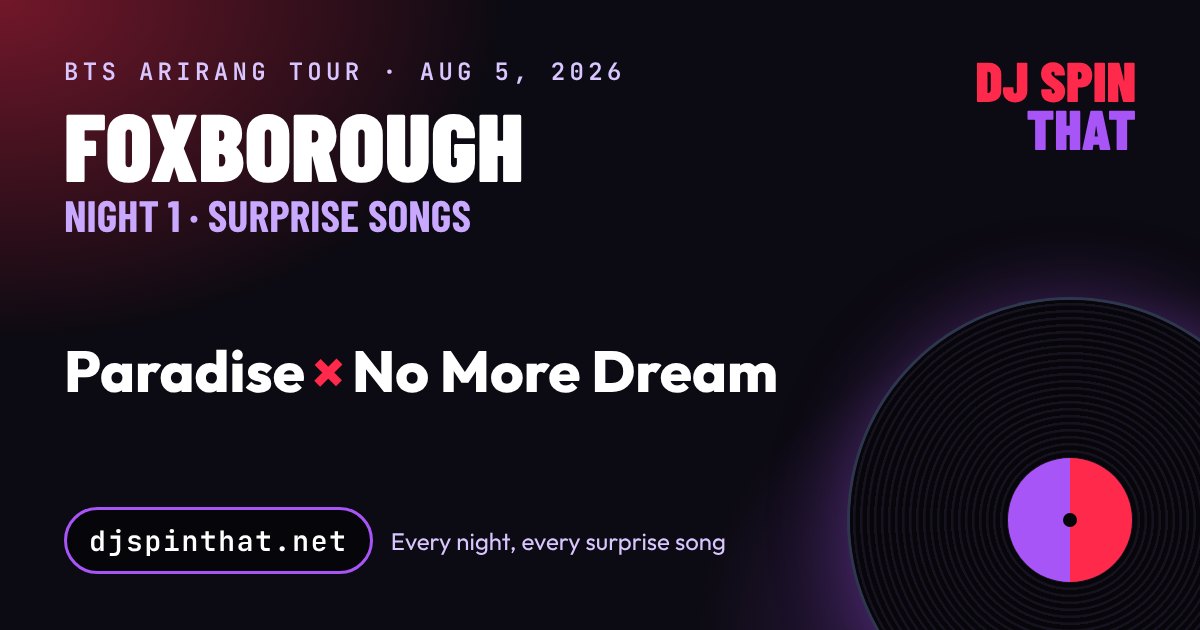 BTS ARIRANG TOUR · AUG 5, 2026
FOXBOROUGH
NIGHT 1 · SURPRISE SONGS
DJ SPIN
THAT
Paradise × No More Dream
djspinthat.net
Every night, every surprise song